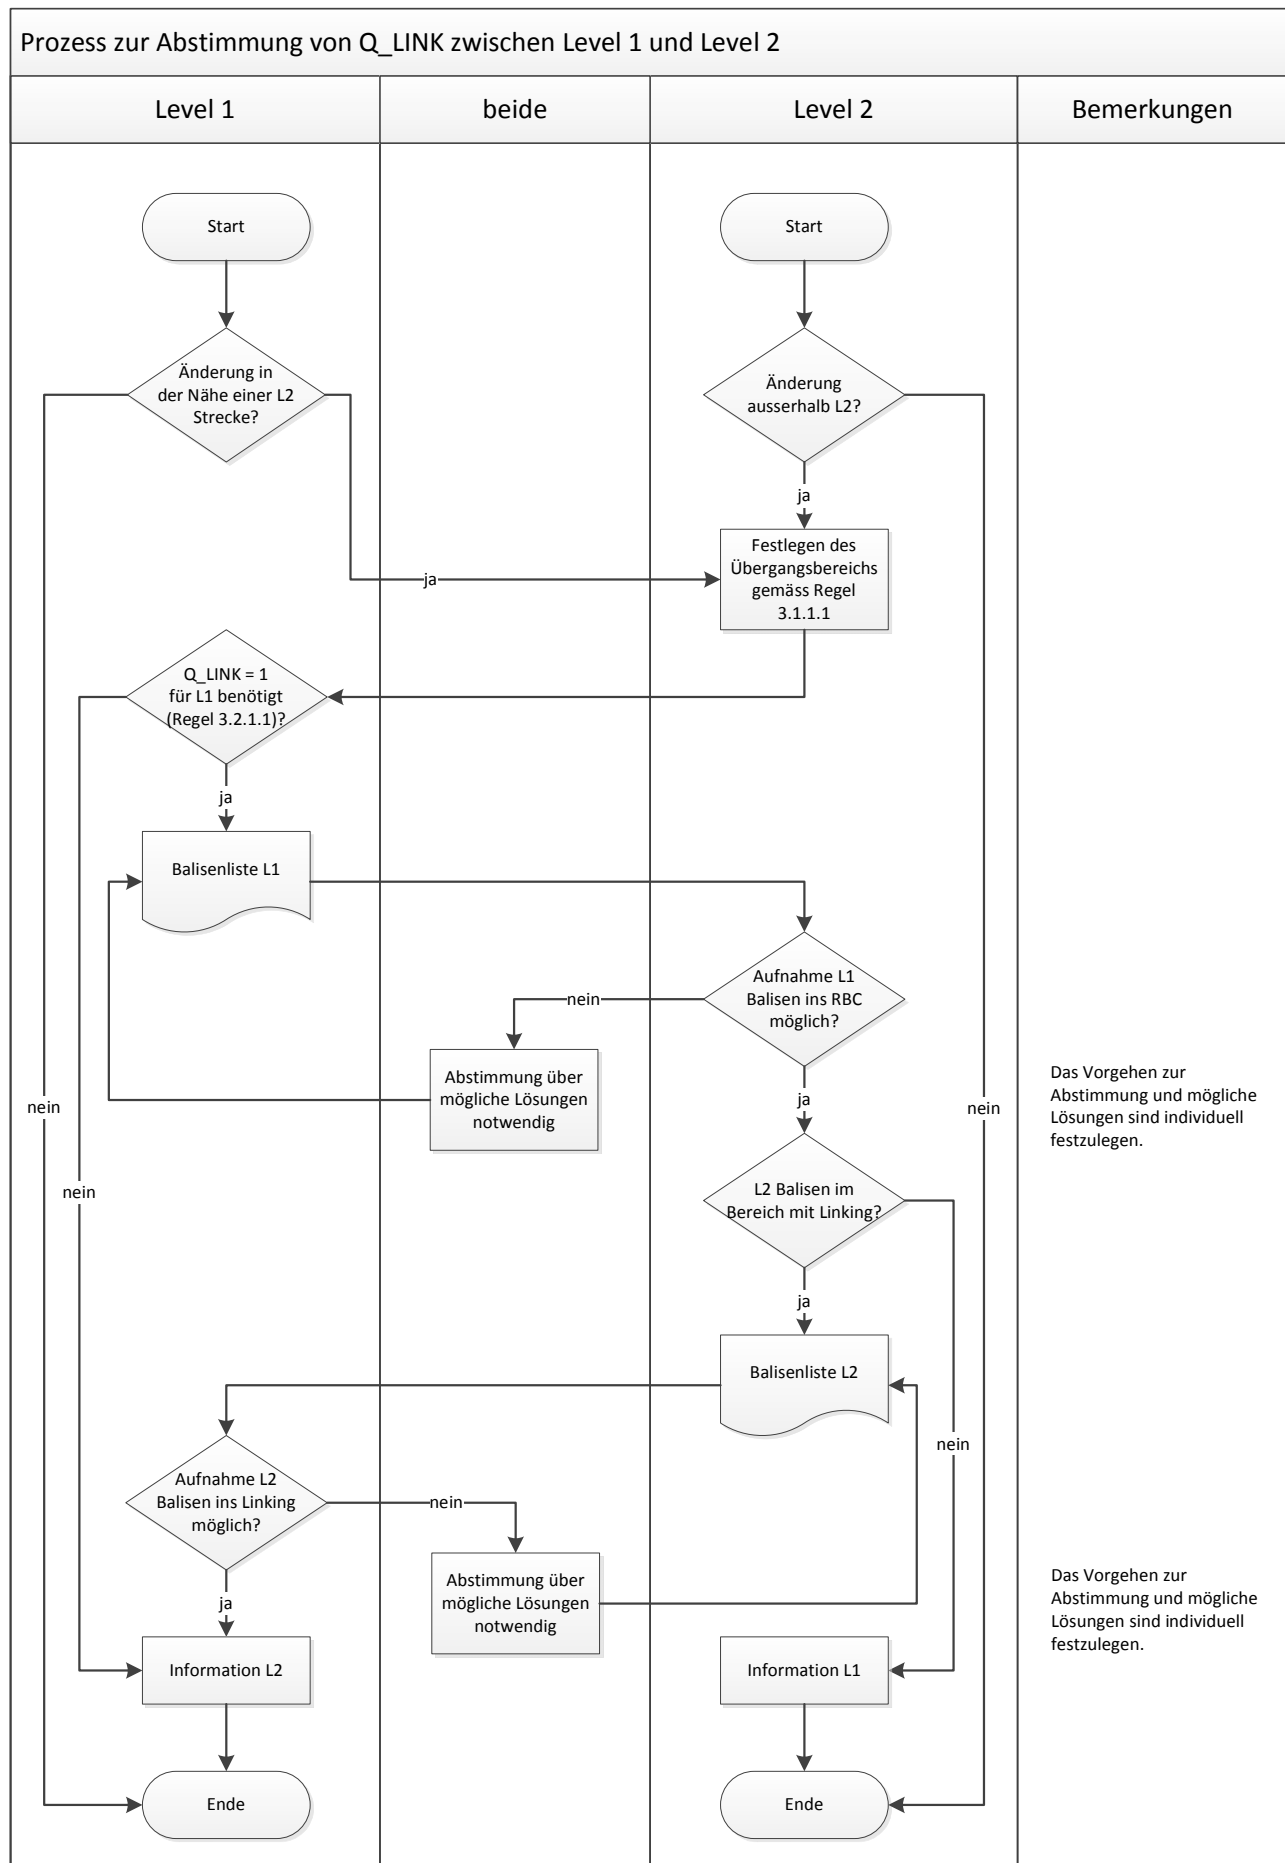 Prozess zur Abstimmung von Q_LINK zwischen Level 1 und Level 2
Level 1
beide
Level 2
Bemerkungen
Start
Start
Änderung in
der Nähe einer L2
Strecke?
Änderung
ausserhalb L2?
ja
Festlegen des
Übergangsbereichs
gemäss Regel
3.1.1.1
ja
Q_LINK = 1
für L1 benötigt
(Regel 3.2.1.1)?
ja
Balisenliste L1
Aufnahme L1
Balisen ins RBC
möglich?
nein
Abstimmung über
mögliche Lösungen
notwendig
Das Vorgehen zur
Abstimmung und mögliche
Lösungen sind individuell
festzulegen.
ja
nein
nein
nein
L2 Balisen im
Bereich mit Linking?
ja
Balisenliste L2
nein
Aufnahme L2
Balisen ins Linking
möglich?
nein
Abstimmung über
mögliche Lösungen
notwendig
Das Vorgehen zur
Abstimmung und mögliche
Lösungen sind individuell
festzulegen.
ja
Information L2
Information L1
Ende
Ende